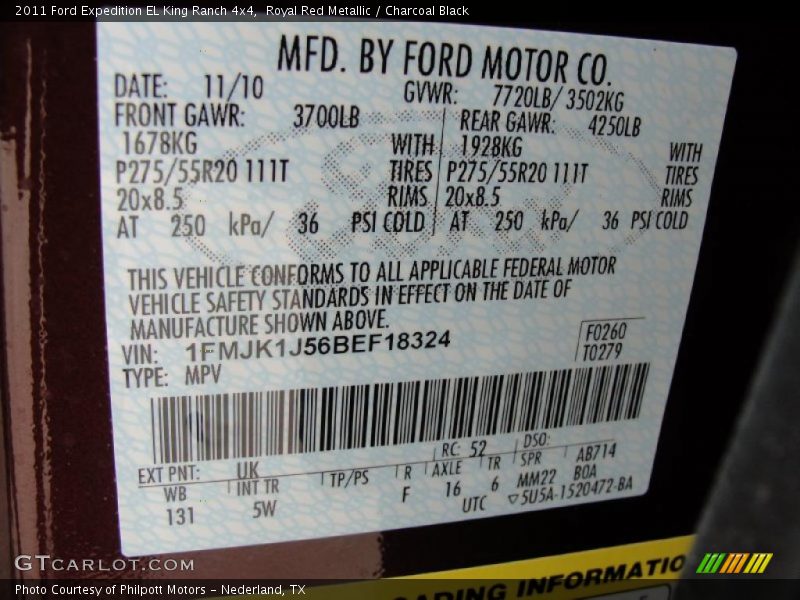 2011 Ford Expedition EL King Ranch 4x4,  Royal Red Metallic / Charcoal Black
MFD. BY FORD MOTOR CO.
DATE: 11/10 GVWR: 7720LB/ 3502KG
FRONT GAWR: 3700LB REAR GAWR: 4250LB
1678KG WITH 1928KG WITH
P275/55R20 111T TIRES P275/55R20 111T TIRES
20x8.5 RIMS 20x8.5 RIMS
AT 250 kPa/ 36 PSI COLD AT 250 kPa/ 36 PSI COLD
THIS VEHICLE CONFORMS TO ALL APPLICABLE FEDERAL MOTOR
VEHICLE SAFETY STANDARDS IN EFFECT ON THE DATE OF
MANUFACTURE SHOWN ABOVE.
VIN: 1FMJK1J56BEF18324 F0260
TYPE: MPV T0279
EXT PNT: UK RC: 52 DSO:
WB INT TR TP/PS R AXLE TR SPR AB714
131 5W F 16 6 MM22 BOA
UTC ▽5U5A-1520472-BA
ADING INFORMATIO
GTCARLOT.COM
Photo Courtesy of Philpott Motors – Nederland, TX